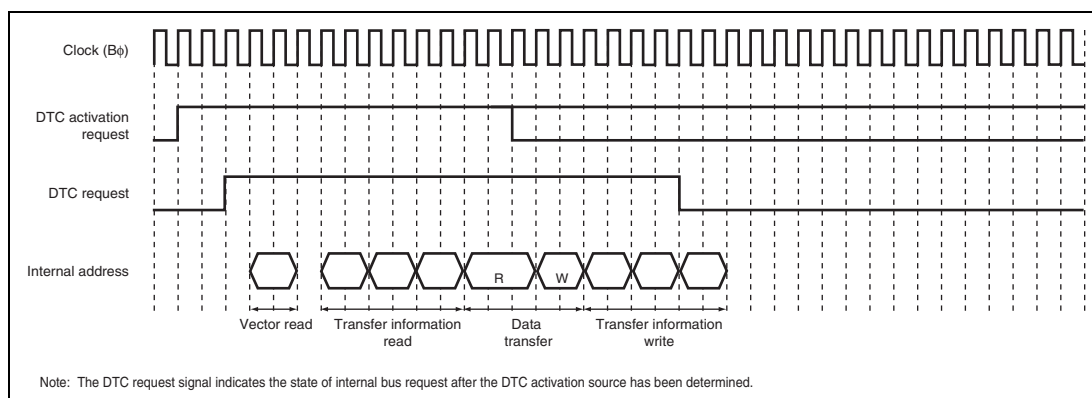 Clock (Bϕ)
DTC activation
request
DTC request
Internal address
R
W
Vector read
Transfer information
read
Data
transfer
Transfer information
write
Note: The DTC request signal indicates the state of internal bus request after the DTC activation source has been determined.